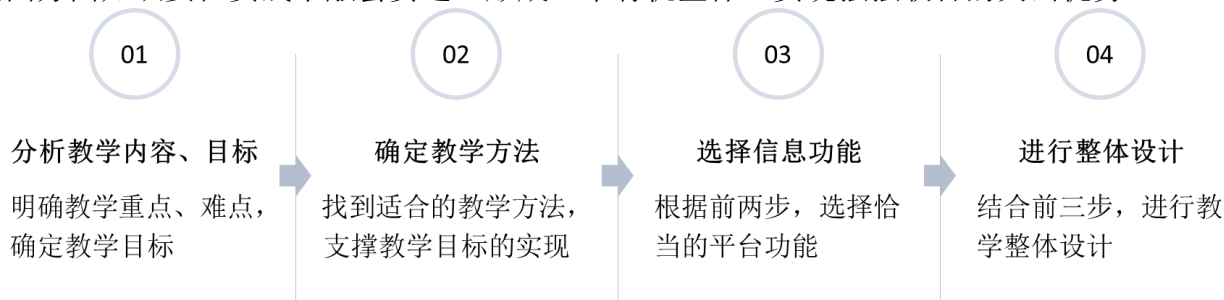 01
分析教学内容、目标
明确教学重点、难点，
确定教学目标
02
确定教学方法
找到适合的教学方法，
支撑教学目标的实现
03
选择信息功能
根据前两步，选择恰
当的平台功能
04
进行整体设计
结合前三步，进行教
学整体设计